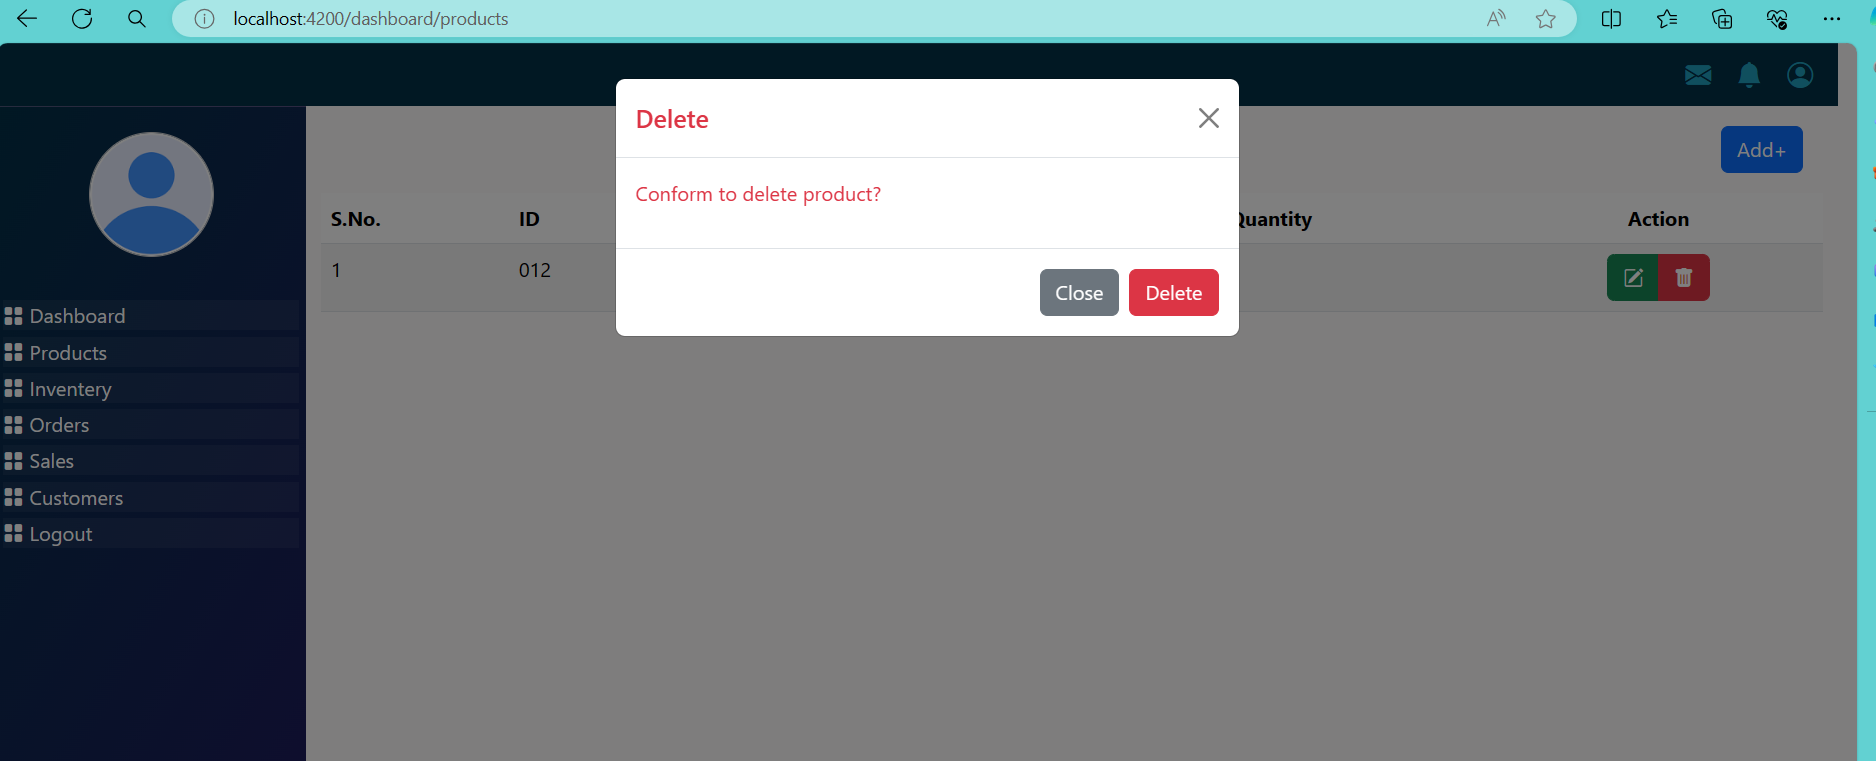 localhost:4200/dashboard/products
Delete
Add+
Conform to delete product?
S.No. ID Quantity Action
1 012
Close Delete
Dashboard
Products
Inventery
Orders
Sales
Customers
Logout